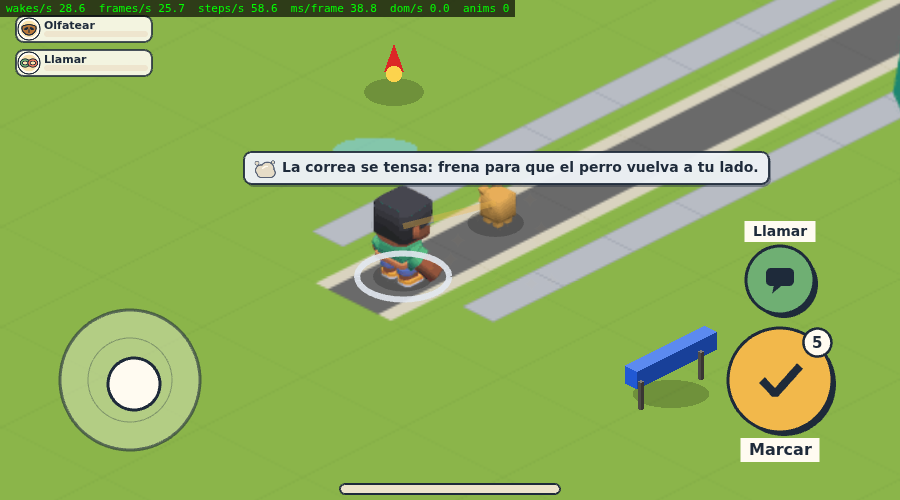 wakes/s 28.6 frames/s 25.7 steps/s 58.6 ms/frame 38.8 dom/s 0.0 anims 0
Olfatear
Llamar
La correa se tensa: frena para que el perro vuelva a tu lado.
Llamar
5
Marcar